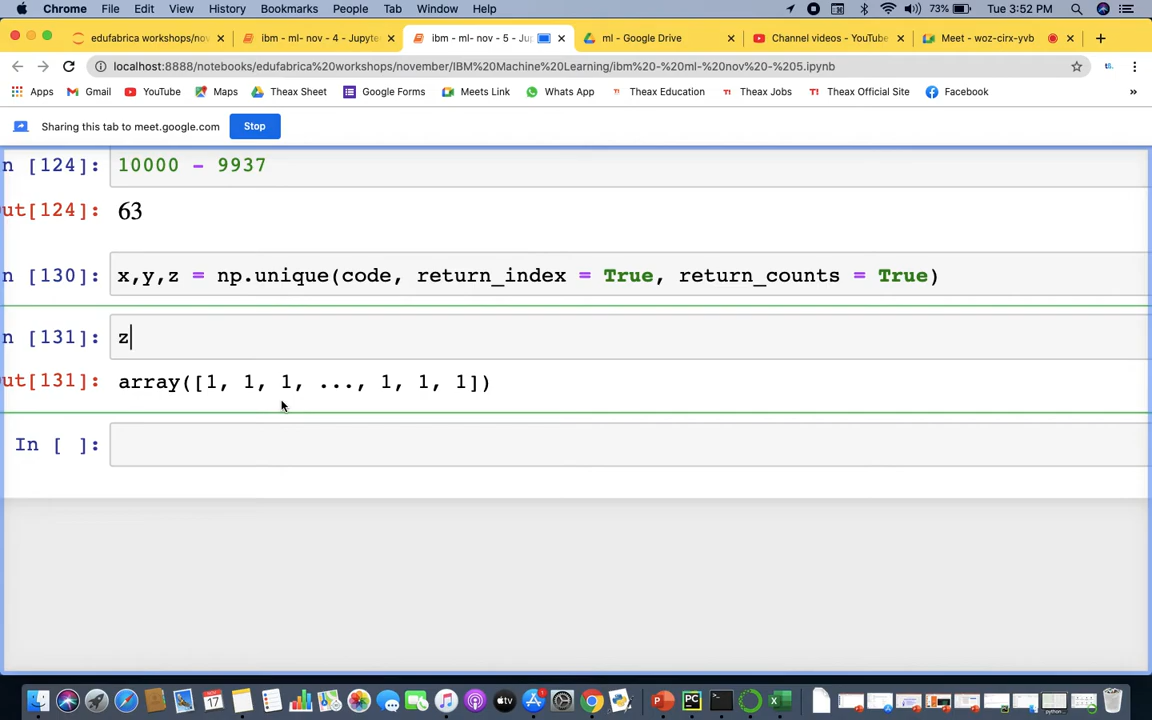 Chrome File Edit View History Bookmarks People Tab Window Help 73% Tue 3:52 PM
edufabrica workshops/nov
ibm - ml- nov - 4 - Jupyte
ibm - ml- nov - 5 - Ju
ml - Google Drive
Channel videos - YouTube
Meet - woz-cirx-yvb
localhost:8888/notebooks/edufabrica%20workshops/november/IBM%20Machine%20Learning/ibm%20-%20ml-%20nov%20-%205.ipynb
Apps Gmail YouTube Maps Theax Sheet Google Forms Meets Link Whats App Theax Education Theax Jobs Theax Official Site Facebook »
Sharing this tab to meet.google.com Stop
n [124]: 10000 - 9937
ut[124]: 63
n [130]: x,y,z = np.unique(code, return_index = True, return_counts = True)
n [131]: z
ut[131]: array([1, 1, 1, ..., 1, 1, 1])
In [ ]: